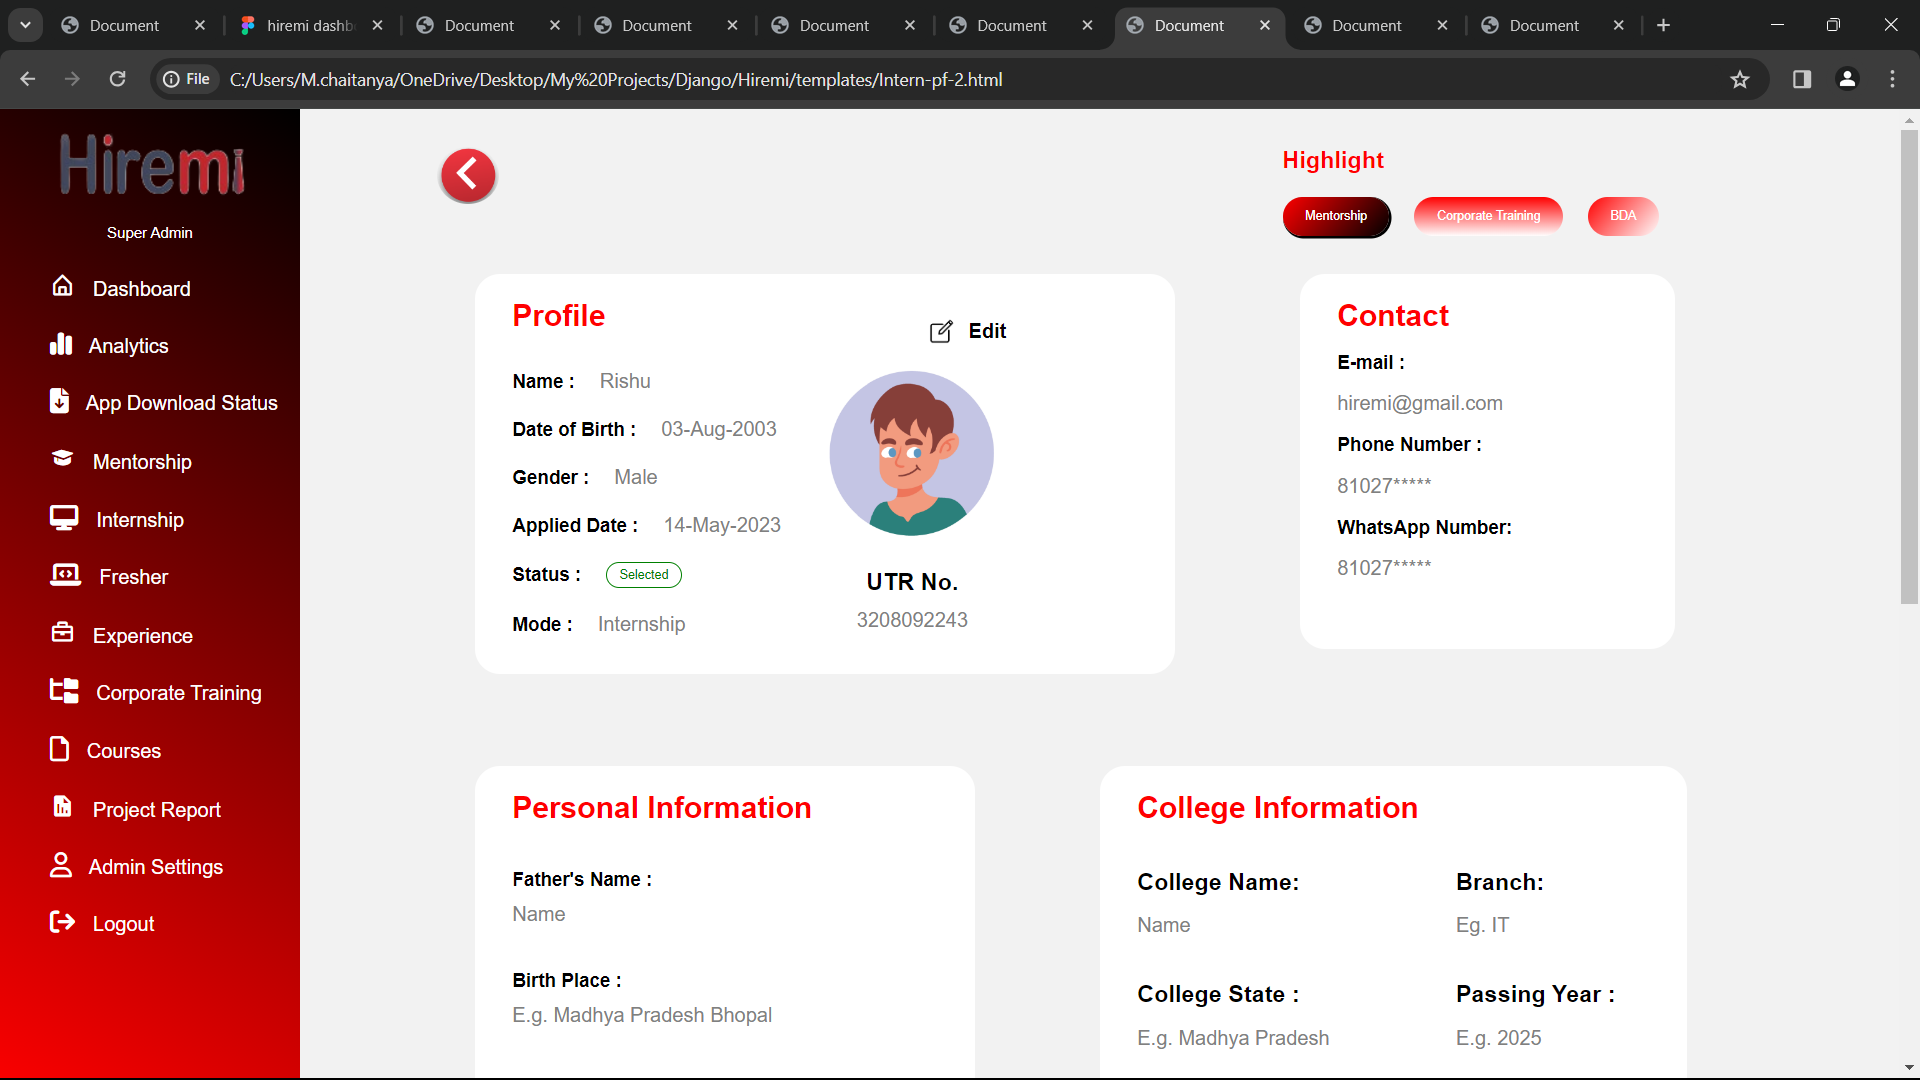 Document
hiremi dashb
Document
Document
Document
Document
Document
Document
Document
File
C:/Users/M.chaitanya/OneDrive/Desktop/My%20Projects/Django/Hiremi/templates/Intern-pf-2.html
Hiremi
Super Admin
Dashboard
Analytics
App Download Status
Mentorship
Internship
Fresher
Experience
Corporate Training
Courses
Project Report
Admin Settings
Logout
Highlight
Mentorship
Corporate Training
BDA
Profile
Edit
Name : Rishu
Date of Birth : 03-Aug-2003
Gender : Male
Applied Date : 14-May-2023
Status : Selected
Mode : Internship
UTR No.
3208092243
Contact
E-mail :
hiremi@gmail.com
Phone Number :
81027*****
WhatsApp Number:
81027*****
Personal Information
Father's Name :
Name
Birth Place :
E.g. Madhya Pradesh Bhopal
College Information
College Name:
Name
Branch:
Eg. IT
College State :
E.g. Madhya Pradesh
Passing Year :
E.g. 2025